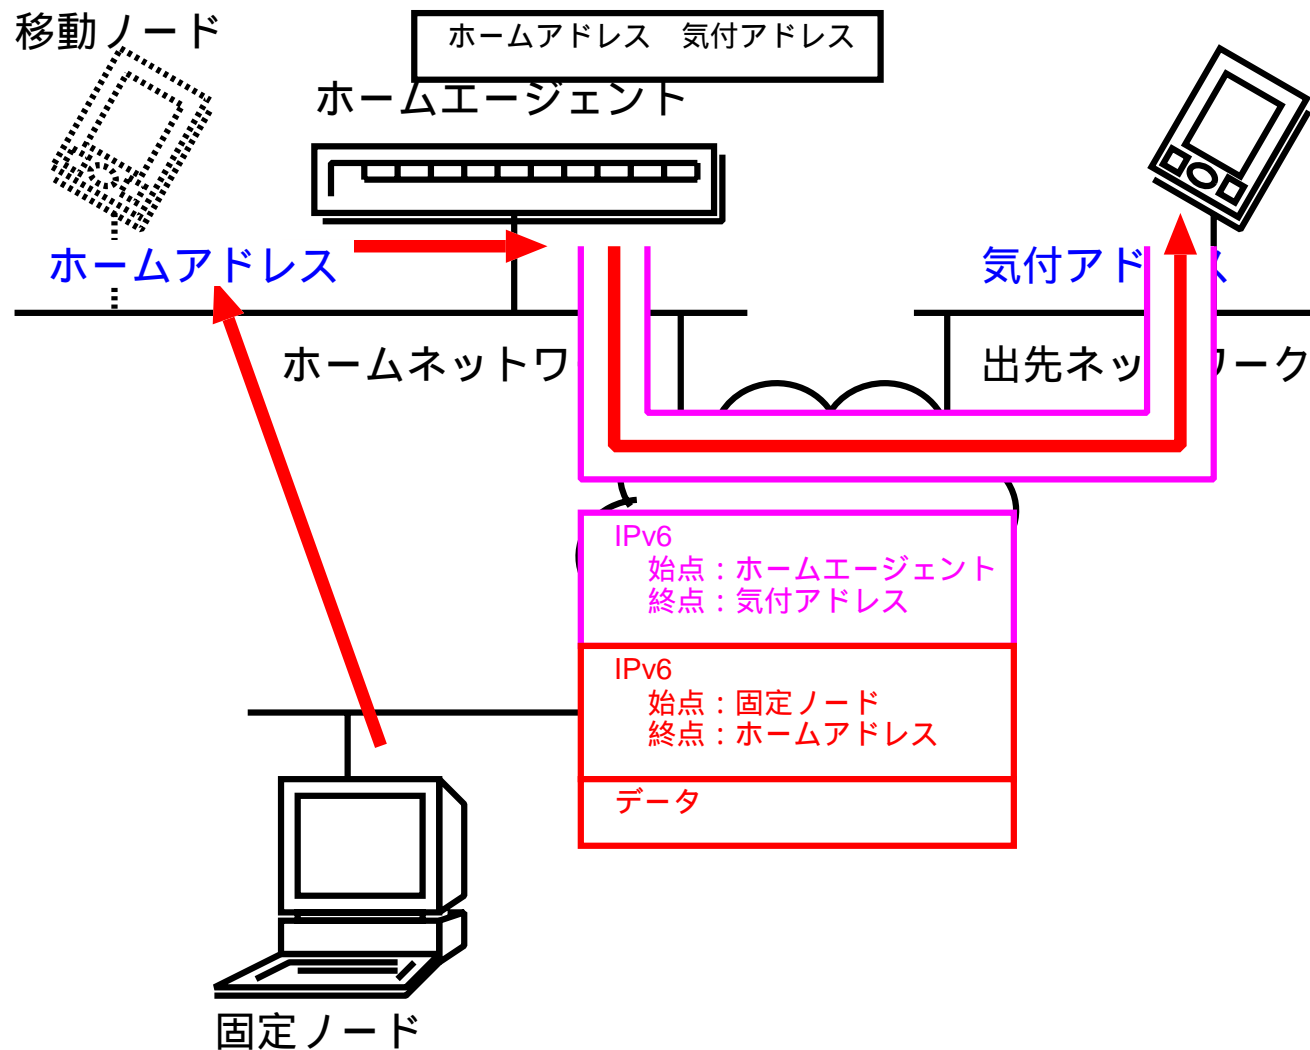 移動ノード
ホームアドレス　気付アドレス
ホームエージェント
ホームアドレス
気付アド ス
ホームネットワ
出先ネッ ワーク
IPv6
始点：ホームエージェント
終点：気付アドレス
IPv6
始点：固定ノード
終点：ホームアドレス
データ
固定ノード